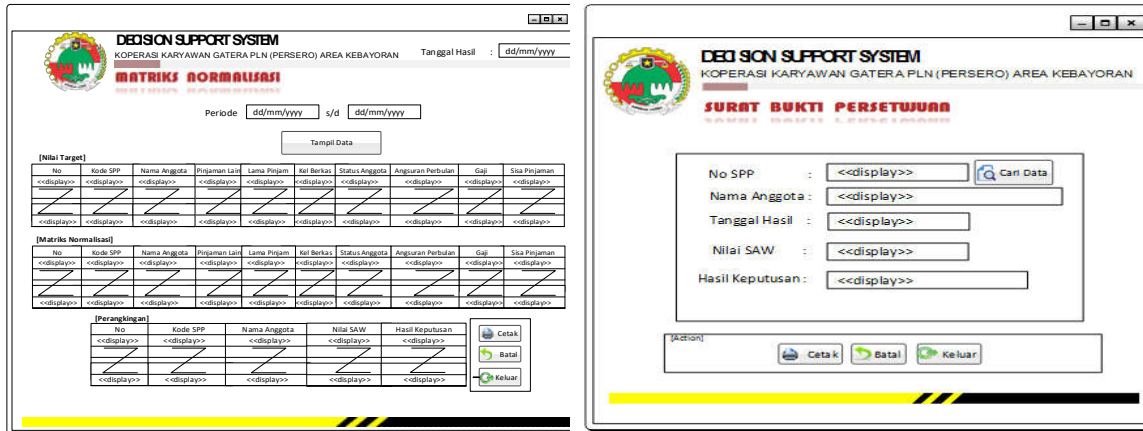 DECISION SUPPORT SYSTEM
KOPERASI KARYAWAN GATERA PLN (PERSERO) AREA KEBAYORAN
Tanggal Hasil : dd/mm/yyyy
MATRIKS NORMALISASI
Periode dd/mm/yyyy s/d dd/mm/yyyy
Tampil Data
[Nilai Target]
No Kode SPP Nama Anggota Pinjaman Lain Lama Pinjam Kel Berkas Status Anggota Angsuran Perbulan Gaji Sisa Pinjaman
<<display>> <<display>> <<display>> <<display>> <<display>> <<display>> <<display>> <<display>> <<display>> <<display>>
<<display>> <<display>> <<display>> <<display>> <<display>> <<display>> <<display>> <<display>> <<display>> <<display>>
[Matriks Normalisasi]
No Kode SPP Nama Anggota Pinjaman Lain Lama Pinjam Kel Berkas Status Anggota Angsuran Perbulan Gaji Sisa Pinjaman
<<display>> <<display>> <<display>> <<display>> <<display>> <<display>> <<display>> <<display>> <<display>> <<display>>
<<display>> <<display>> <<display>> <<display>> <<display>> <<display>> <<display>> <<display>> <<display>> <<display>>
[Perangkingan]
No Kode SPP Nama Anggota Nilai SAW Hasil Keputusan
<<display>> <<display>> <<display>> <<display>> <<display>>
<<display>> <<display>> <<display>> <<display>> <<display>>
Cetak
Batal
Keluar
DECISION SUPPORT SYSTEM
KOPERASI KARYAWAN GATERA PLN (PERSERO) AREA KEBAYORAN
SURAT BUKTI PERSETUJUAN
No SPP : <<display>> Cari Data
Nama Anggota : <<display>>
Tanggal Hasil : <<display>>
Nilai SAW : <<display>>
Hasil Keputusan : <<display>>
[Action]
Cetak Batal Keluar